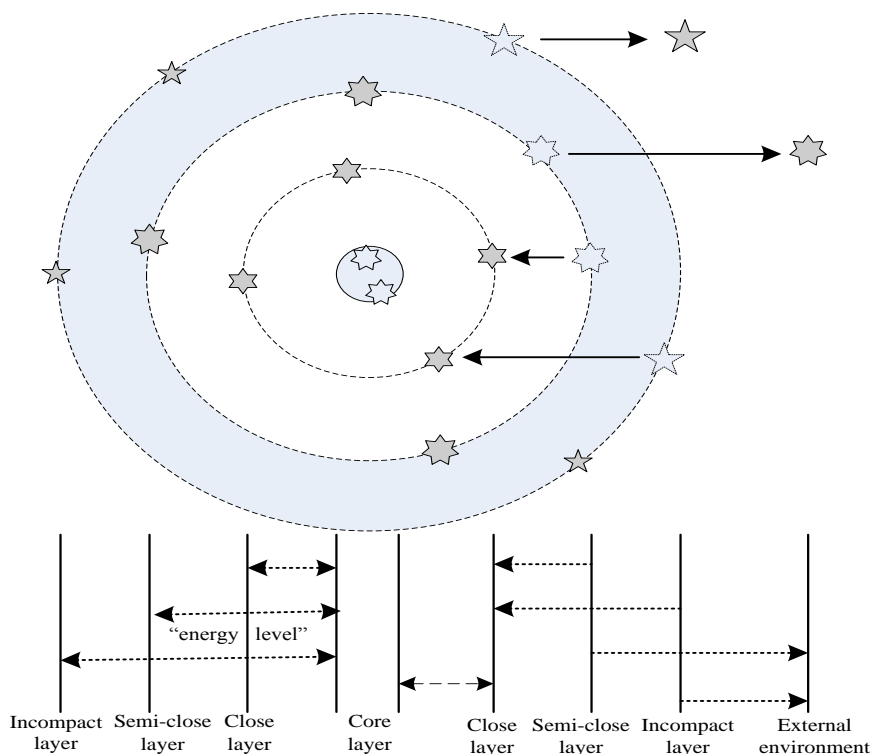 “energy level”
Incompact layer
Semi-close layer
Close layer
Core layer
Close layer
Semi-close layer
Incompact layer
External environment